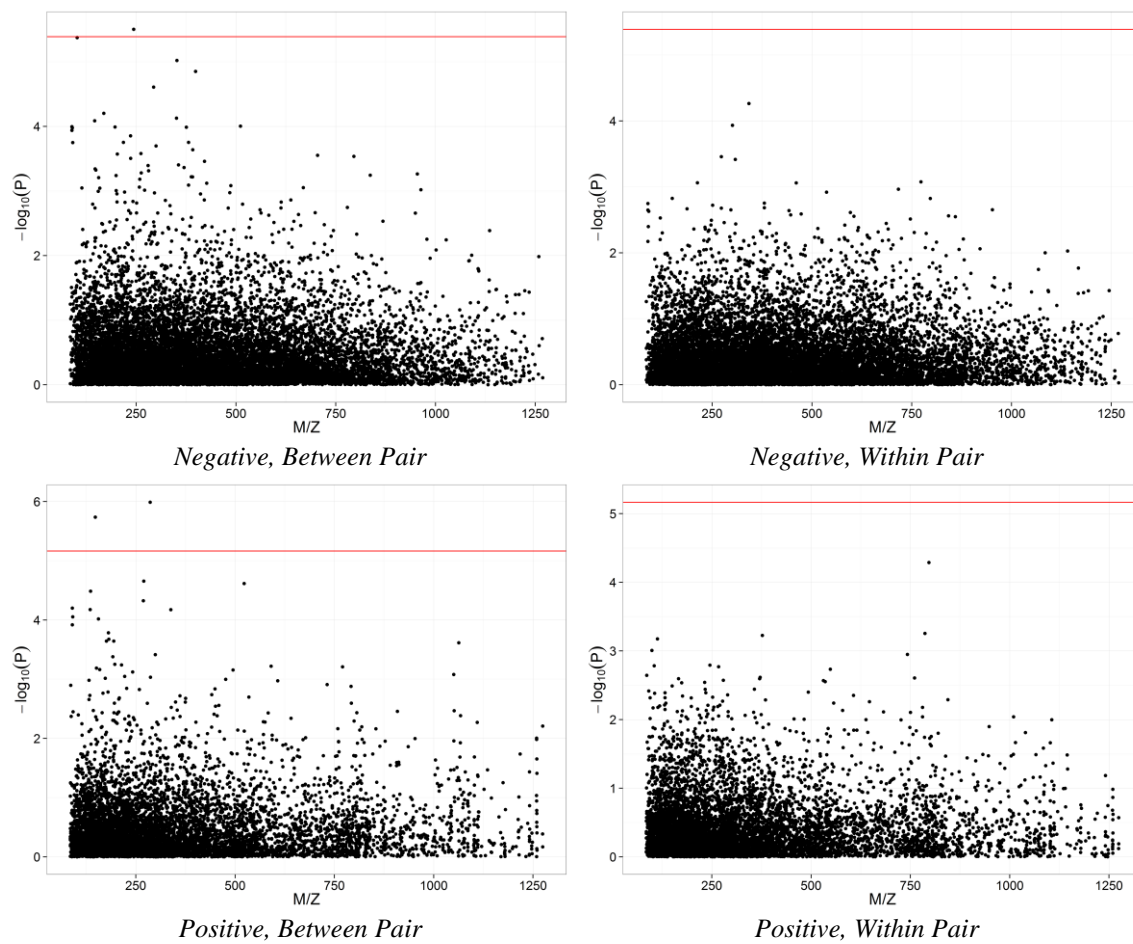 −log₁₀(P)
4
2
0
250 500 750 1000 1250
M/Z
Negative, Between Pair
−log₁₀(P)
4
2
0
250 500 750 1000 1250
M/Z
Negative, Within Pair
−log₁₀(P)
6
4
2
0
250 500 750 1000 1250
M/Z
Positive, Between Pair
−log₁₀(P)
5
4
3
2
1
0
250 500 750 1000 1250
M/Z
Positive, Within Pair